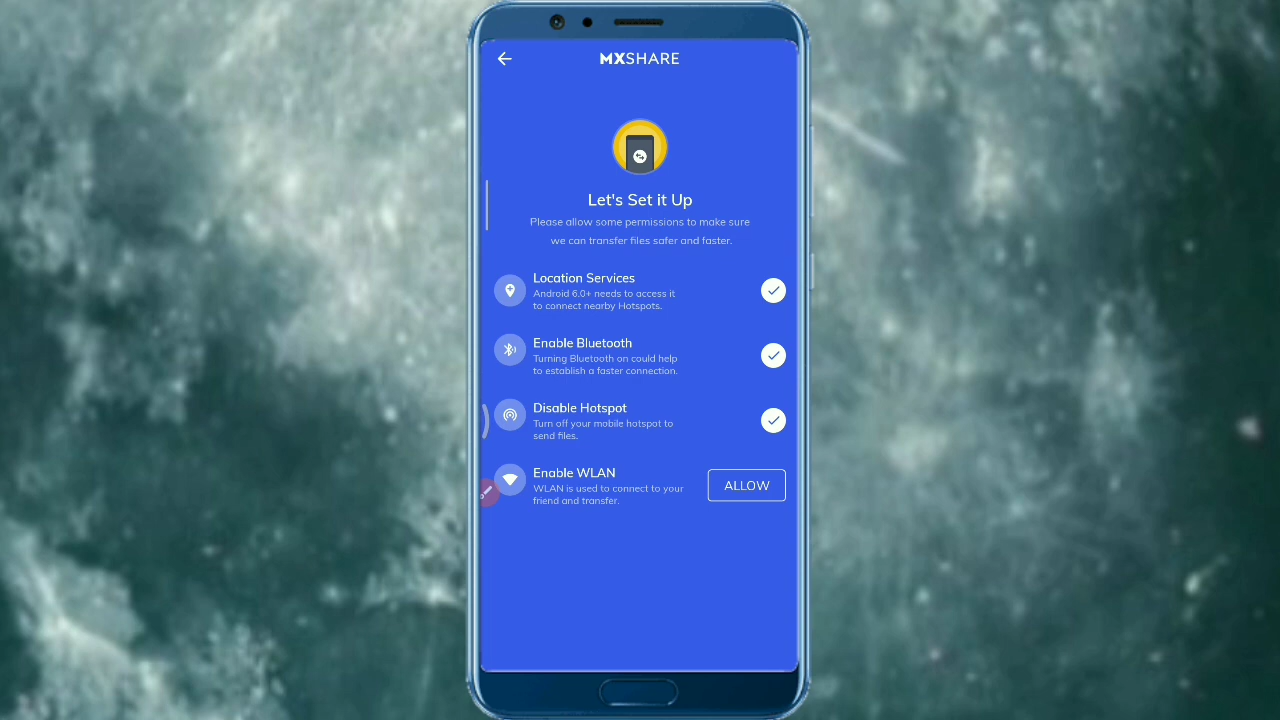 MXSHARE
Let's Set it Up
Please allow some permissions to make sure
we can transfer files safer and faster.
Location Services
Android 6.0+ needs to access it
to connect nearby Hotspots.
Enable Bluetooth
Turning Bluetooth on could help
to establish a faster connection.
Disable Hotspot
Turn off your mobile hotspot to
send files.
Enable WLAN
WLAN is used to connect to your
friend and transfer.
ALLOW